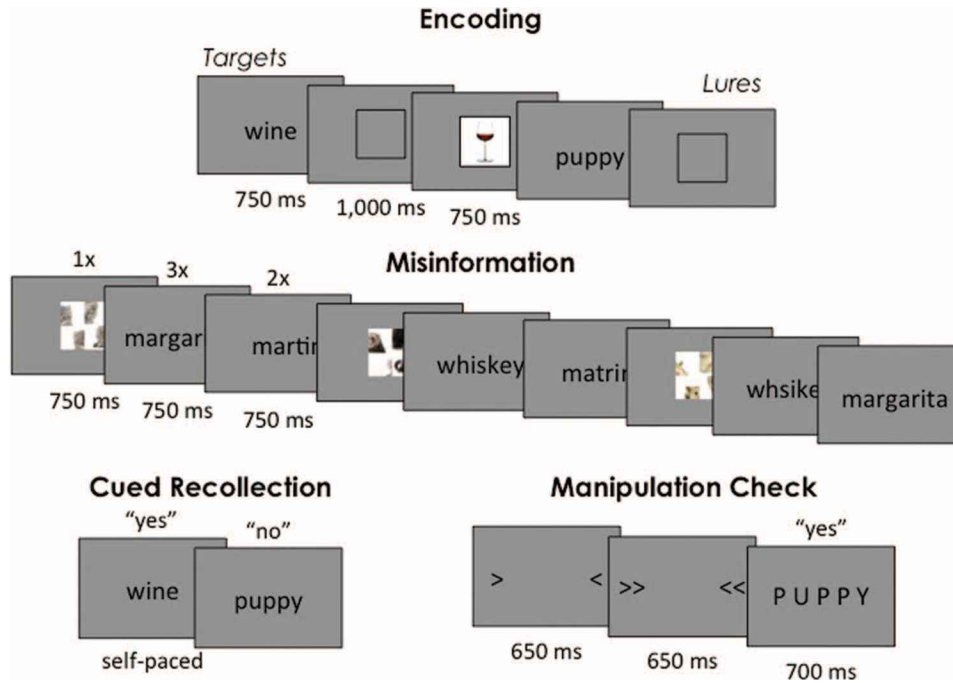 Encoding
Targets
Lures
wine
puppy
750 ms
1,000 ms
750 ms
Misinformation
1x
3x
2x
margar
martin
whiskey
matrin
whsike
margarita
750 ms
750 ms
750 ms
Cued Recollection
"yes"
"no"
wine
puppy
self-paced
Manipulation Check
"yes"
> <
>> <<
P U P P Y
650 ms
650 ms
700 ms